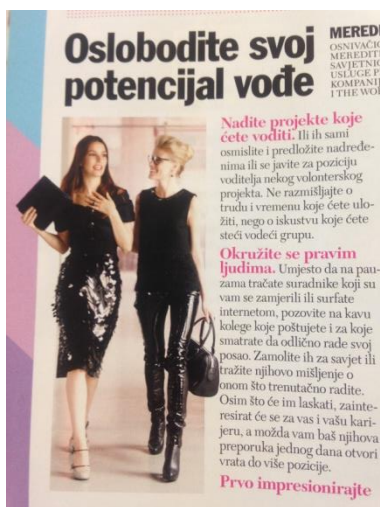 Oslobodite svoj
potencijal vođe
MEREDI
OSNIVAČIC
MEREDIT
SAVJETNIC
USLUGE P
KOMPANIJ
I THE WOR
Nađite projekte koje
ćete voditi. Ili ih sami
osmislite i predložite nadređe-
nima ili se javite za poziciju
voditelja nekog volonterskog
projekta. Ne razmišljajte o
trudu i vremenu koje ćete ulo-
žiti, nego o iskustvu koje ćete
steći vodeći grupu.
Okružite se pravim
ljudima. Umjesto da na pau-
zama tračate suradnike koji su
vam se zamjerili ili surfate
internetom, pozovite na kavu
kolege koje poštujete i za koje
smatrate da odlično rade svoj
posao. Zamolite ih za savjet ili
tražite njihovo mišljenje o
onom što trenutačno radite.
Osim što će im laskati, zainte-
resirat će se za vas i vašu kari-
jeru, a možda vam baš njihova
preporuka jednog dana otvori
vrata do više pozicije.
Prvo impresionirajte